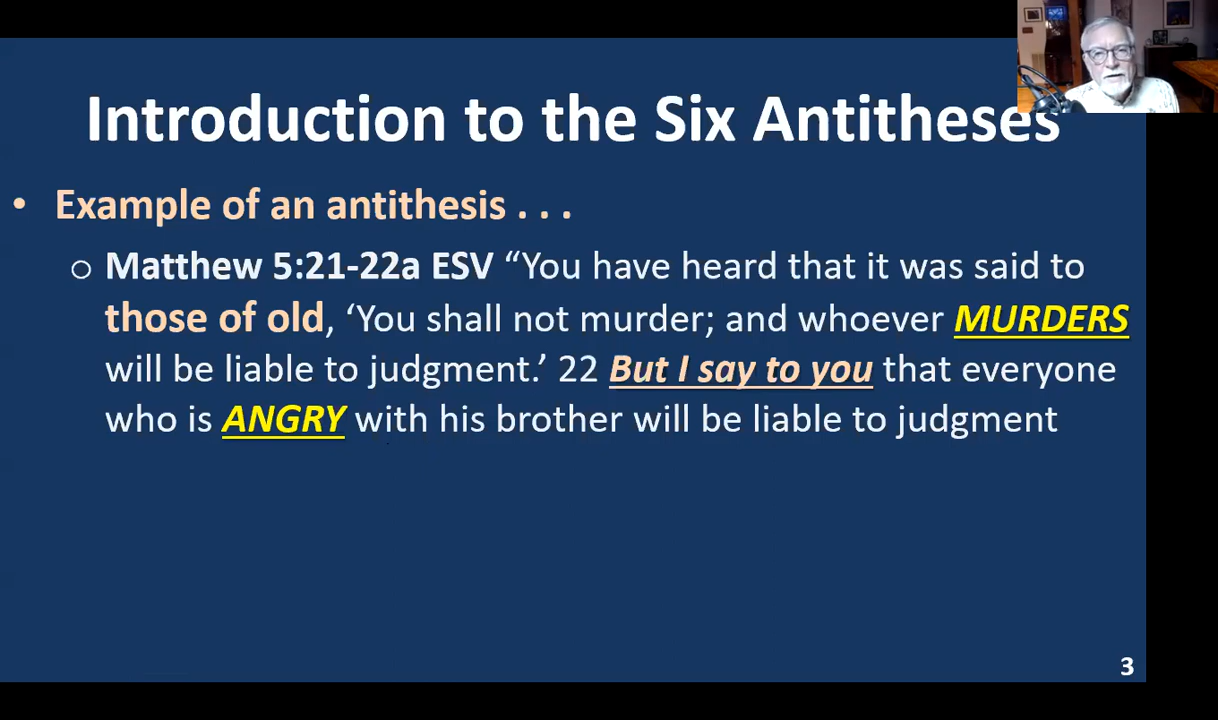 Introduction to the Six Antitheses
• Example of an antithesis . . .
o Matthew 5:21-22a ESV “You have heard that it was said to
those of old, ‘You shall not murder; and whoever MURDERS
will be liable to judgment.’ 22 But I say to you that everyone
who is ANGRY with his brother will be liable to judgment
3